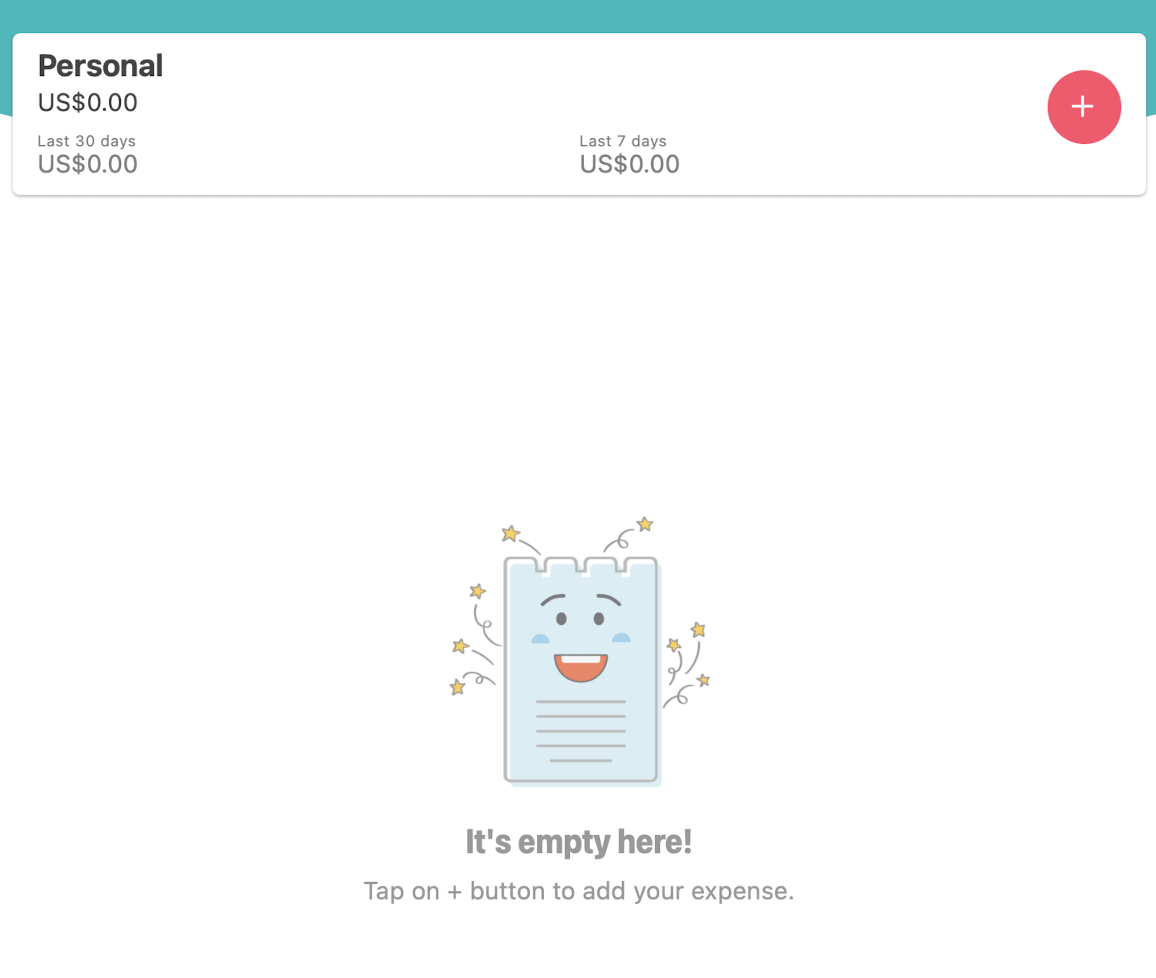 Personal
US$0.00
Last 30 days
US$0.00
Last 7 days
US$0.00
+
It's empty here!
Tap on + button to add your expense.